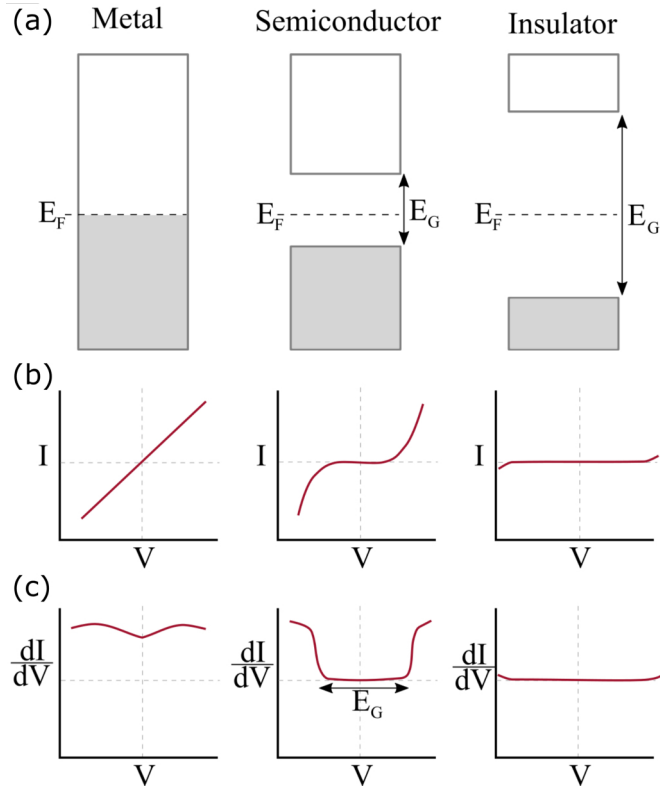 (a) Metal Semiconductor Insulator
E_F E_F E_G E_F E_G
(b)
I I I
V V V
(c)
dI/dV dI/dV E_G dI/dV
V V V